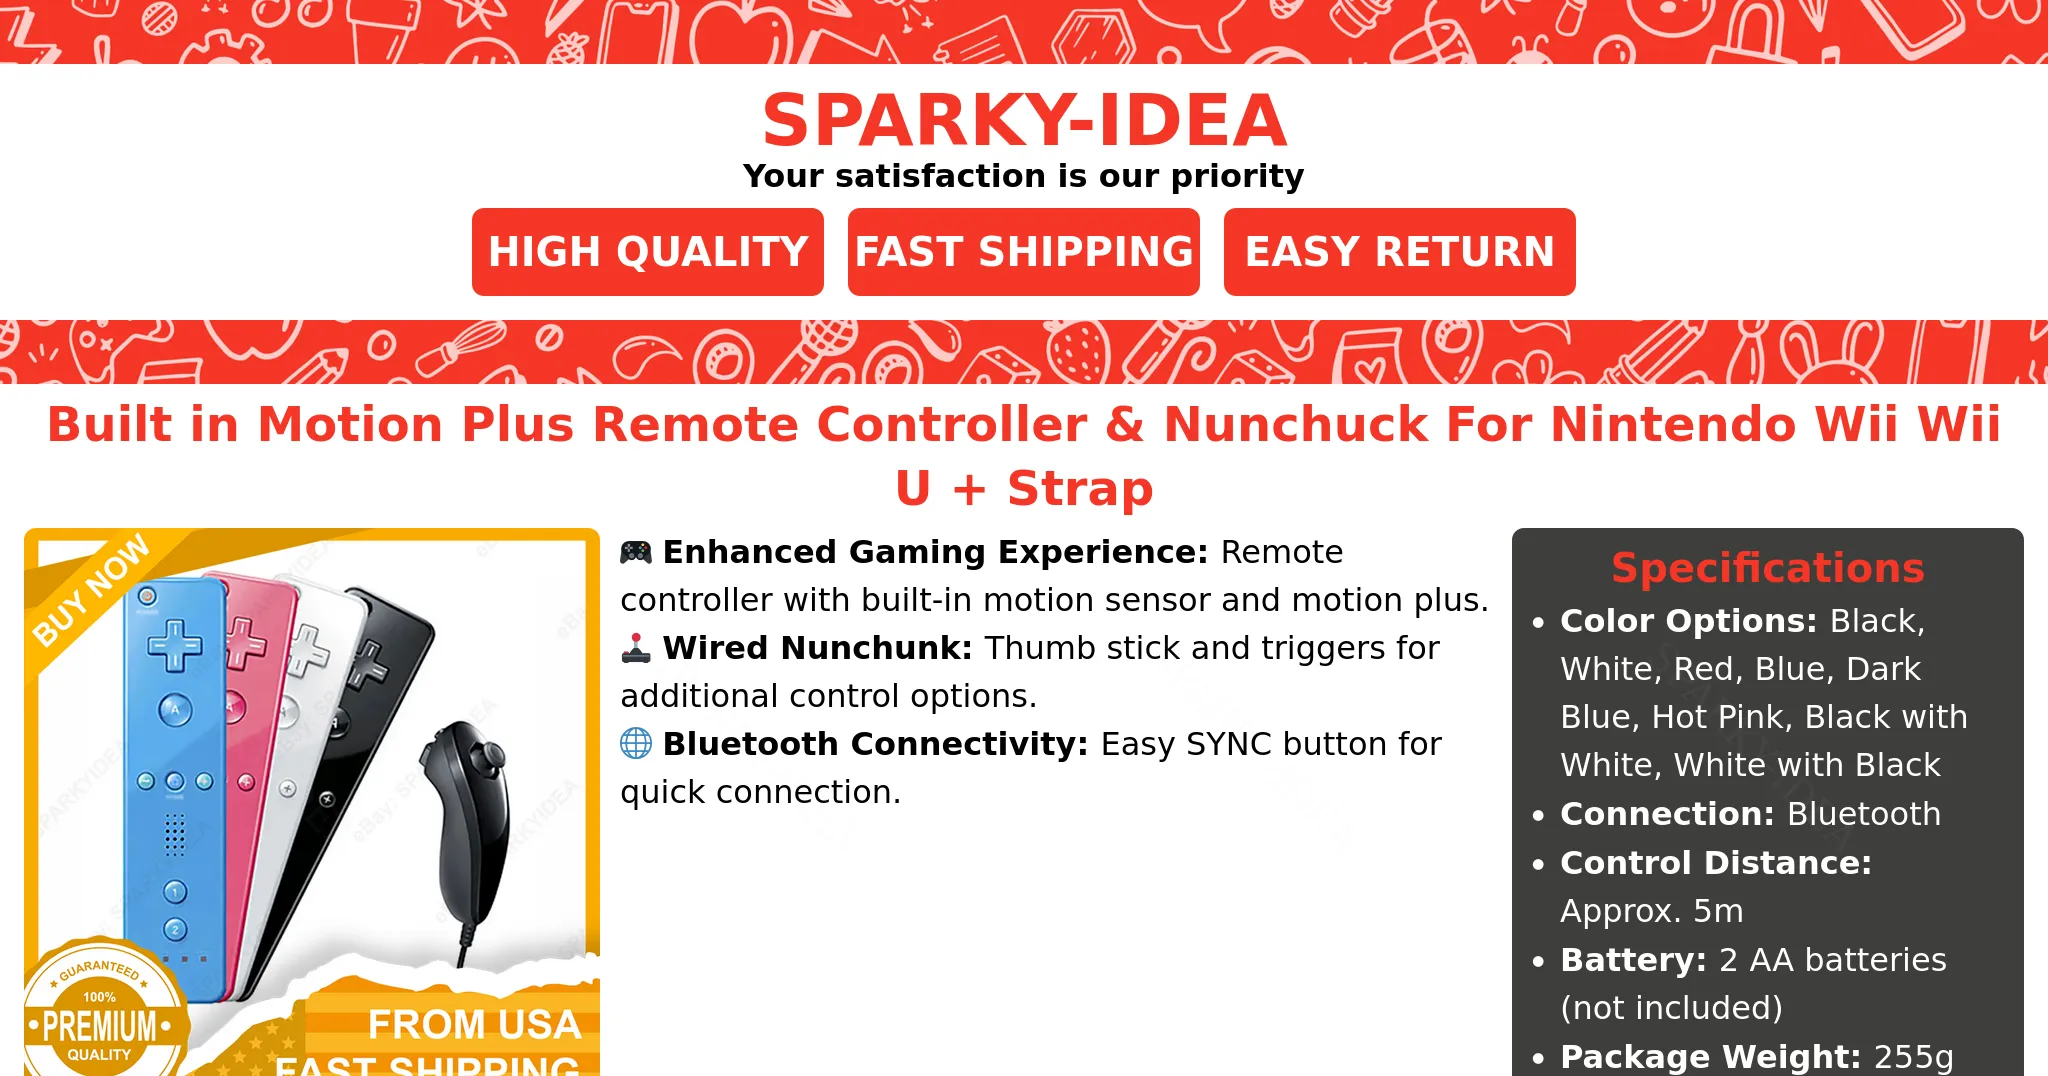 SPARKY-IDEA
Your satisfaction is our priority
HIGH QUALITY
FAST SHIPPING
EASY RETURN
Built in Motion Plus Remote Controller & Nunchuck For Nintendo Wii Wii
U + Strap
BUY NOW
A
1
2
GUARANTEED
100%
PREMIUM
QUALITY
FROM USA
FAST SHIPPING
Enhanced Gaming Experience: Remote
controller with built-in motion sensor and motion plus.
Wired Nunchunk: Thumb stick and triggers for
additional control options.
Bluetooth Connectivity: Easy SYNC button for
quick connection.
Specifications
• Color Options: Black,
White, Red, Blue, Dark
Blue, Hot Pink, Black with
White, White with Black
• Connection: Bluetooth
• Control Distance:
Approx. 5m
• Battery: 2 AA batteries
(not included)
• Package Weight: 255g